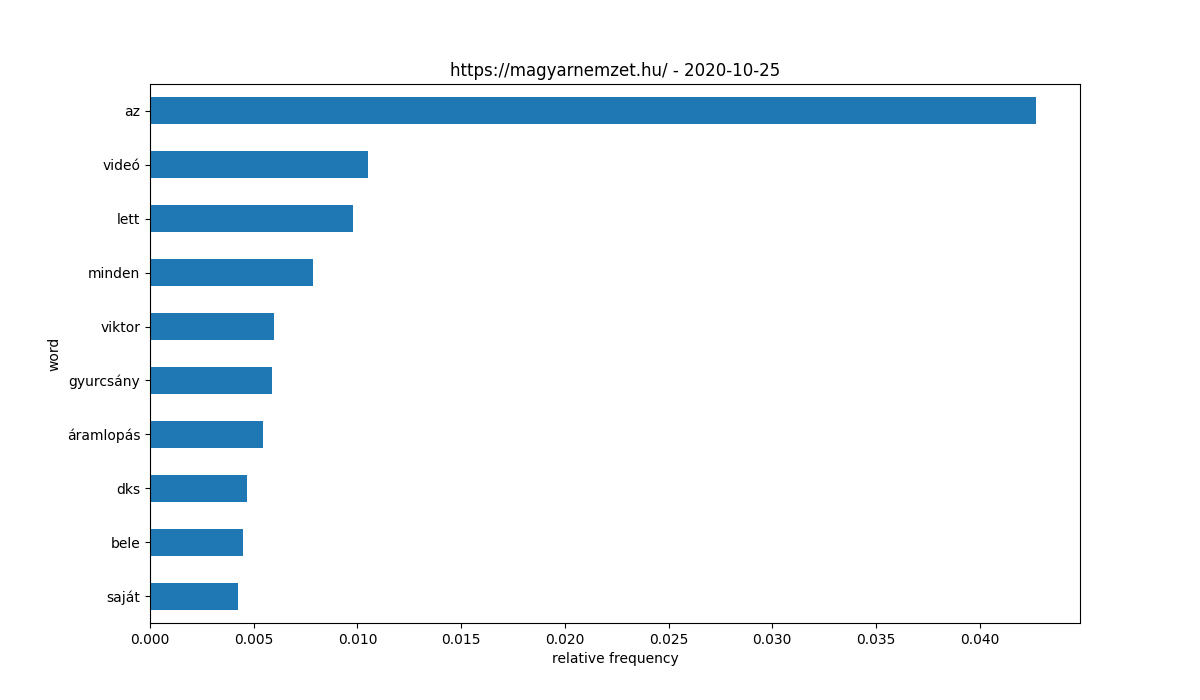 https://magyarnemzet.hu/ - 2020-10-25
az
videó
lett
minden
viktor
gyurcsány
áramlopás
dks
bele
saját
word
0.000 0.005 0.010 0.015 0.020 0.025 0.030 0.035 0.040
relative frequency